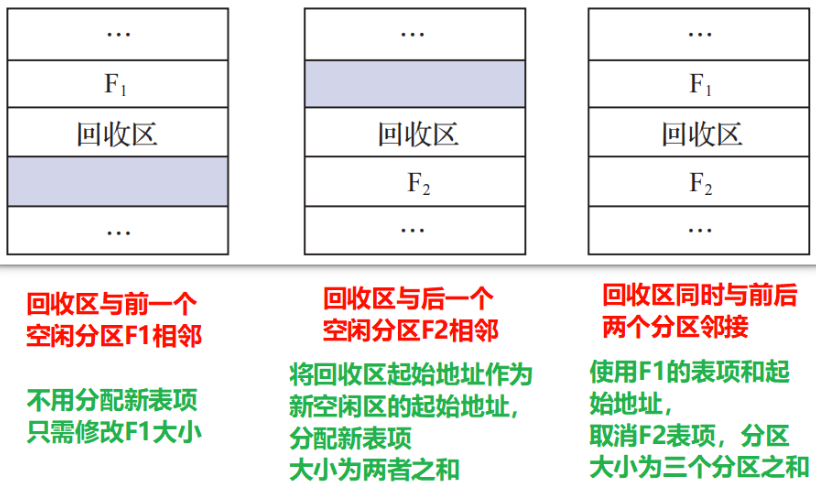 …
F₁
回收区
…
…
回收区
F₂
…
…
F₁
回收区
F₂
…
回收区与前一个
空闲分区F1相邻
不用分配新表项
只需修改F1大小
回收区与后一个
空闲分区F2相邻
将回收区起始地址作为
新空闲区的起始地址,
分配新表项
大小为两者之和
回收区同时与前后
两个分区邻接
使用F1的表项和起
始地址,
取消F2表项,分区
大小为三个分区之和